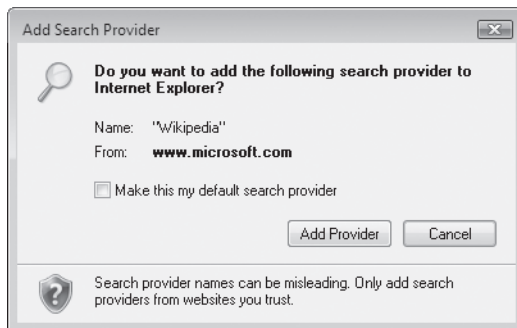 Add Search Provider
Do you want to add the following search provider to
Internet Explorer?
Name: "Wikipedia"
From: www.microsoft.com
Make this my default search provider
Add Provider Cancel
Search provider names can be misleading. Only add search
providers from websites you trust.